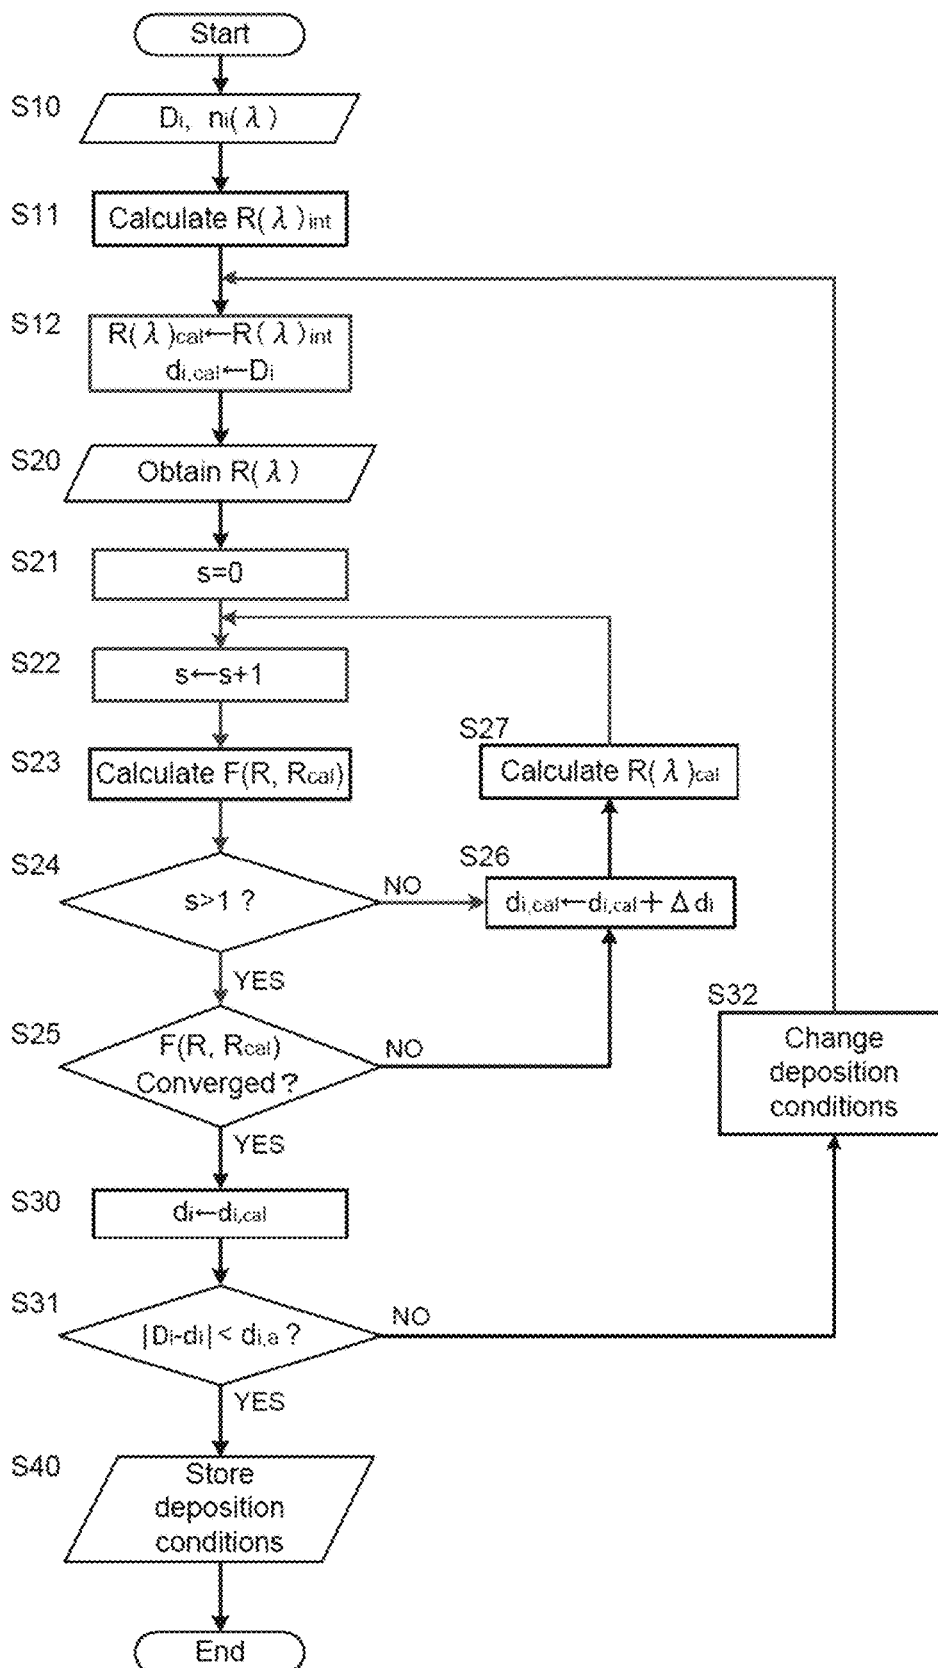 Start
S10
Di, ni(λ)
S11
Calculate R(λ)int
S12
R(λ)cal←R(λ)int
di,cal←Di
S20
Obtain R(λ)
S21
s=0
S22
s←s+1
S23
Calculate F(R, Rcal)
S27
Calculate R(λ)cal
S24
s>1 ?
NO
S26
di,cal←di,cal+Δdi
YES
S25
F(R, Rcal)
Converged?
NO
S32
Change
deposition
conditions
YES
S30
di←di,cal
S31
|Di-di| < di,a ?
NO
YES
S40
Store
deposition
conditions
End